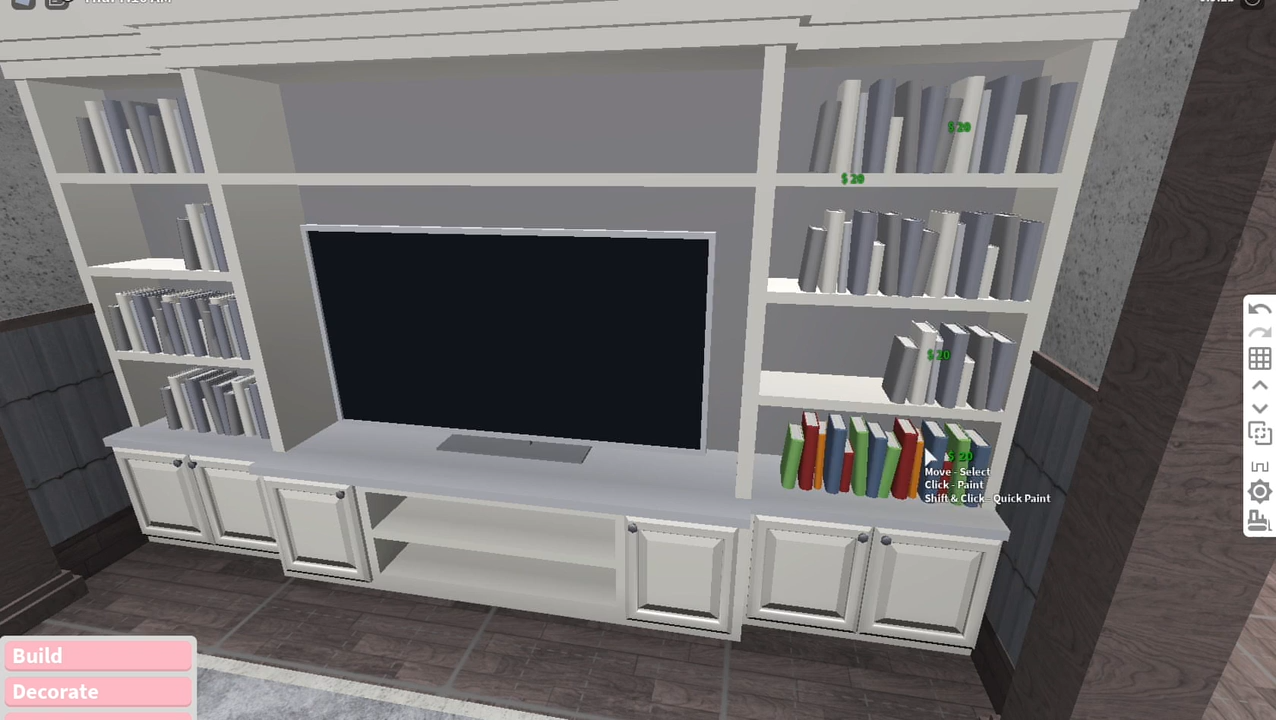 $ 20
$ 20
$ 20
$ 20
Move - Select
Click - Paint
Shift & Click - Quick Paint
Build
Decorate